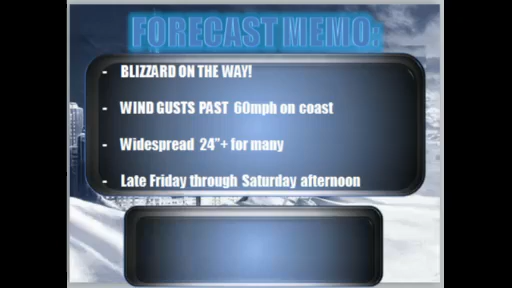 FORECAST MEMO:
- BLIZZARD ON THE WAY!
- WIND GUSTS PAST 60mph on coast
- Widespread 24”+ for many
- Late Friday through Saturday afternoon